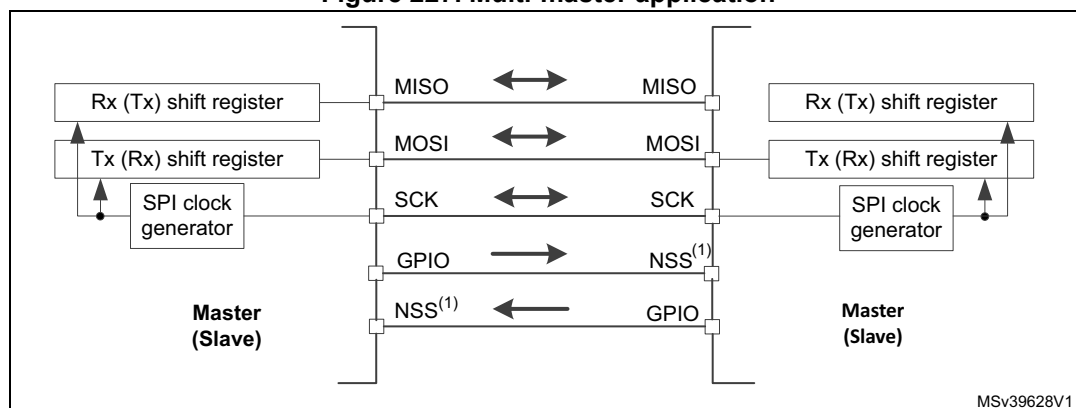 Figure 227. Multi-master application
MISO MISO
Rx (Tx) shift register Rx (Tx) shift register
MOSI MOSI
Tx (Rx) shift register Tx (Rx) shift register
SCK SCK
SPI clock
generator
SPI clock
generator
GPIO NSS(1)
NSS(1) GPIO
Master
(Slave)
Master
(Slave)
MSv39628V1